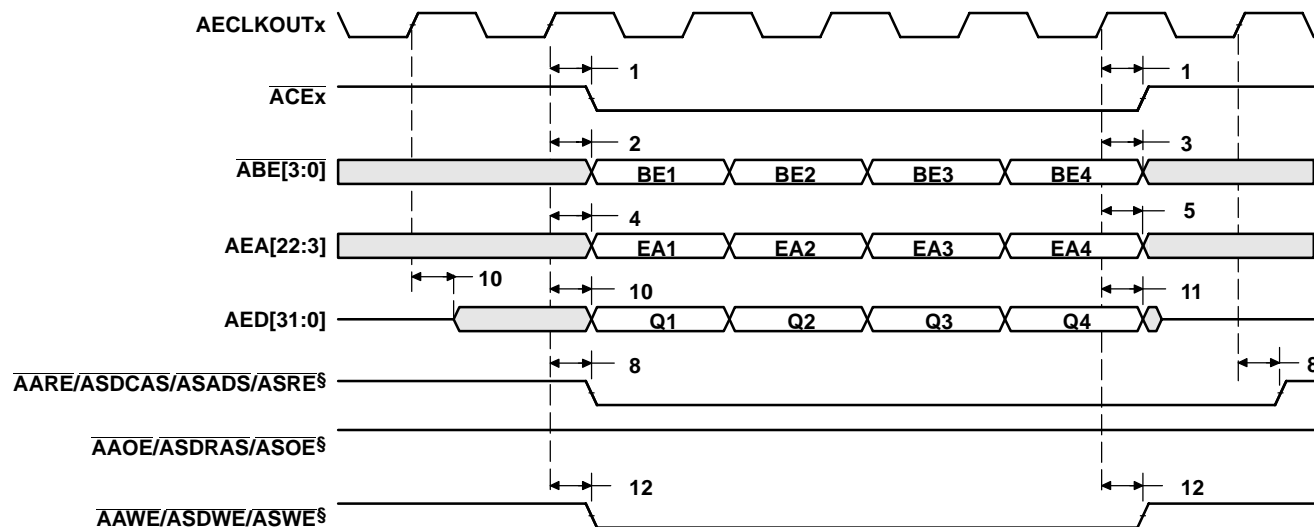 AECLKOUTx
1 1
ACEx
2 3
ABE[3:0] BE1 BE2 BE3 BE4
4 5
AEA[22:3] EA1 EA2 EA3 EA4
10 10 11
AED[31:0] Q1 Q2 Q3 Q4
8 8
AARE/ASDCAS/ASADS/ASRE§
AAOE/ASDRAS/ASOE§
12 12
AAWE/ASDWE/ASWE§